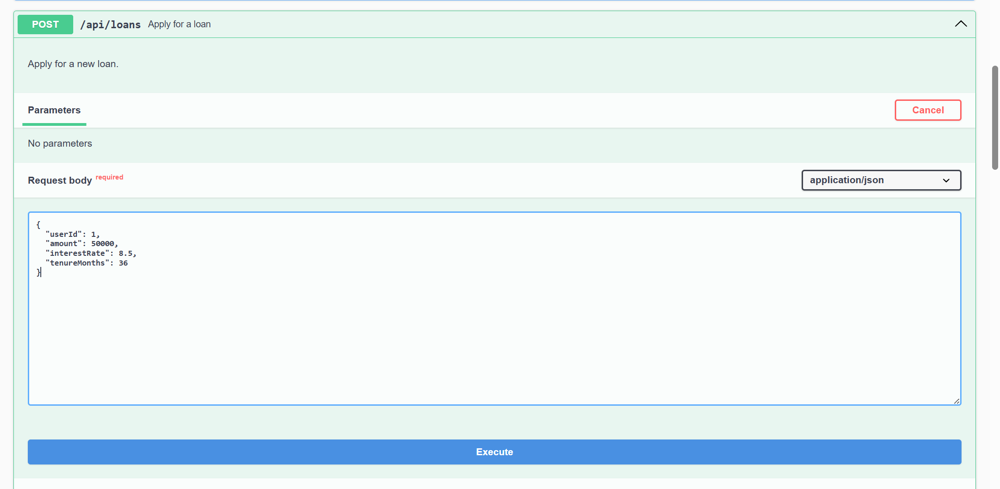 POST /api/loans Apply for a loan
Apply for a new loan.
Parameters
Cancel
No parameters
Request body required
application/json
{
  "userId": 1,
  "amount": 50000,
  "interestRate": 8.5,
  "tenureMonths": 36
}
Execute